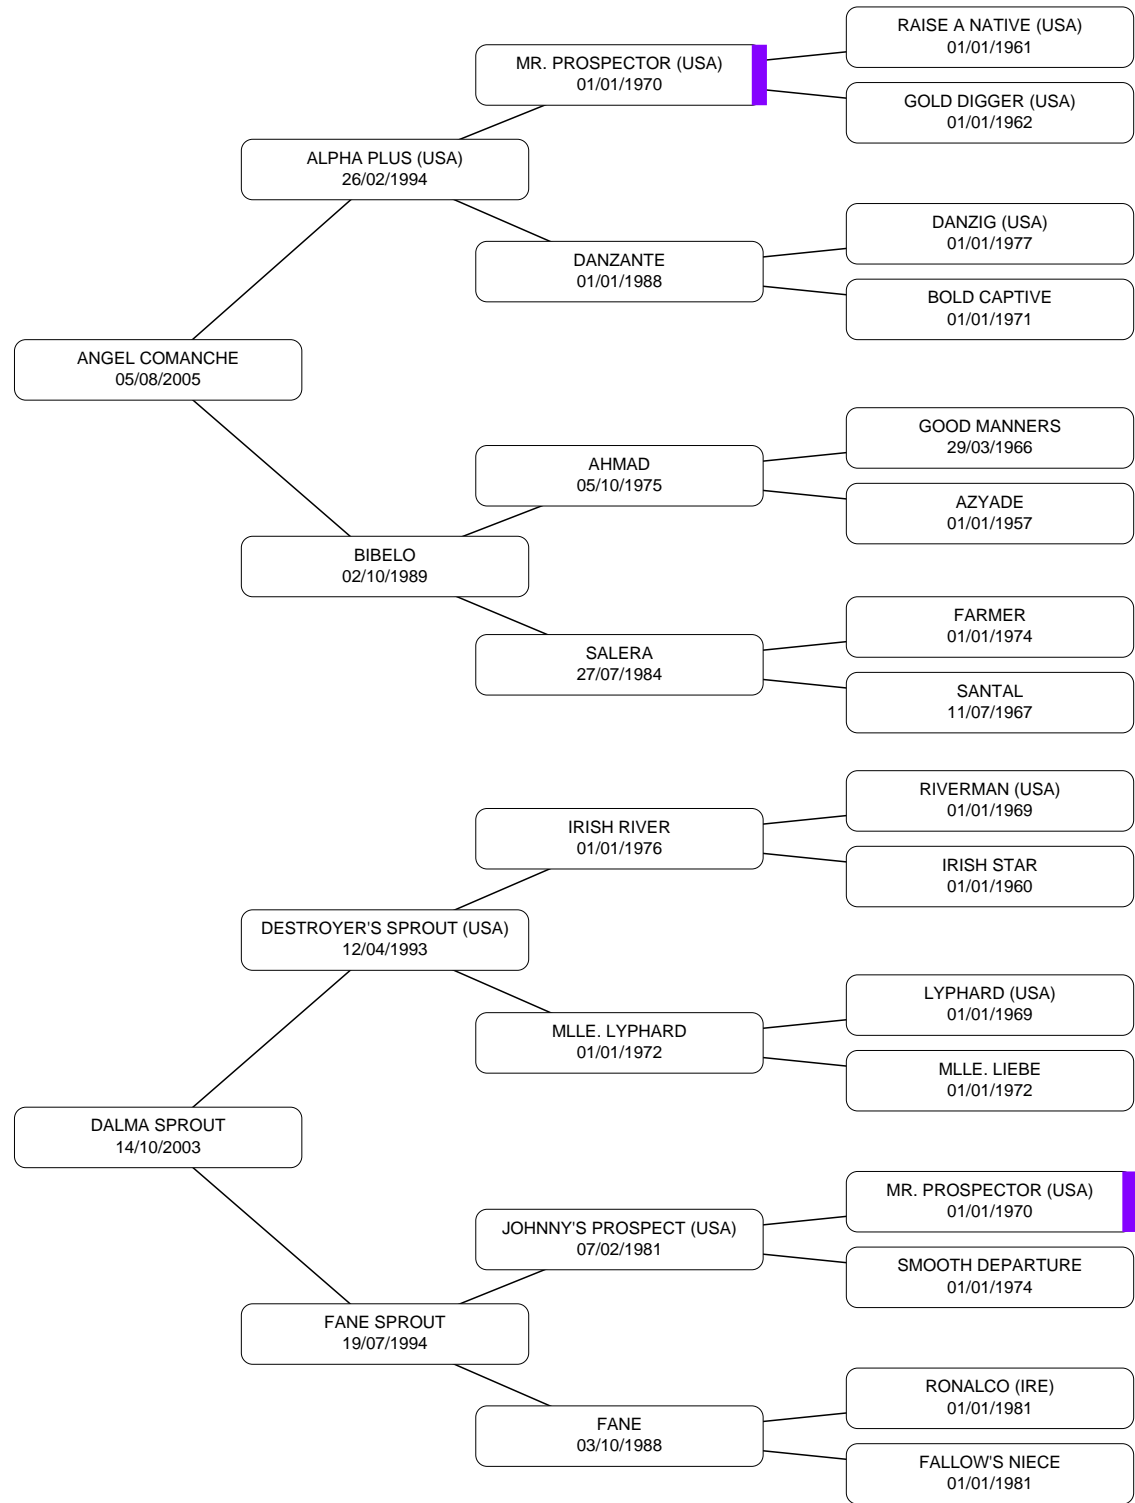 RAISE A NATIVE (USA)
01/01/1961
MR. PROSPECTOR (USA)
01/01/1970
GOLD DIGGER (USA)
01/01/1962
ALPHA PLUS (USA)
26/02/1994
DANZIG (USA)
01/01/1977
DANZANTE
01/01/1988
BOLD CAPTIVE
01/01/1971
ANGEL COMANCHE
05/08/2005
GOOD MANNERS
29/03/1966
AHMAD
05/10/1975
AZYADE
01/01/1957
BIBELO
02/10/1989
FARMER
01/01/1974
SALERA
27/07/1984
SANTAL
11/07/1967
RIVERMAN (USA)
01/01/1969
IRISH RIVER
01/01/1976
IRISH STAR
01/01/1960
DESTROYER'S SPROUT (USA)
12/04/1993
LYPHARD (USA)
01/01/1969
MLLE. LYPHARD
01/01/1972
MLLE. LIEBE
01/01/1972
DALMA SPROUT
14/10/2003
MR. PROSPECTOR (USA)
01/01/1970
JOHNNY'S PROSPECT (USA)
07/02/1981
SMOOTH DEPARTURE
01/01/1974
FANE SPROUT
19/07/1994
RONALCO (IRE)
01/01/1981
FANE
03/10/1988
FALLOW'S NIECE
01/01/1981